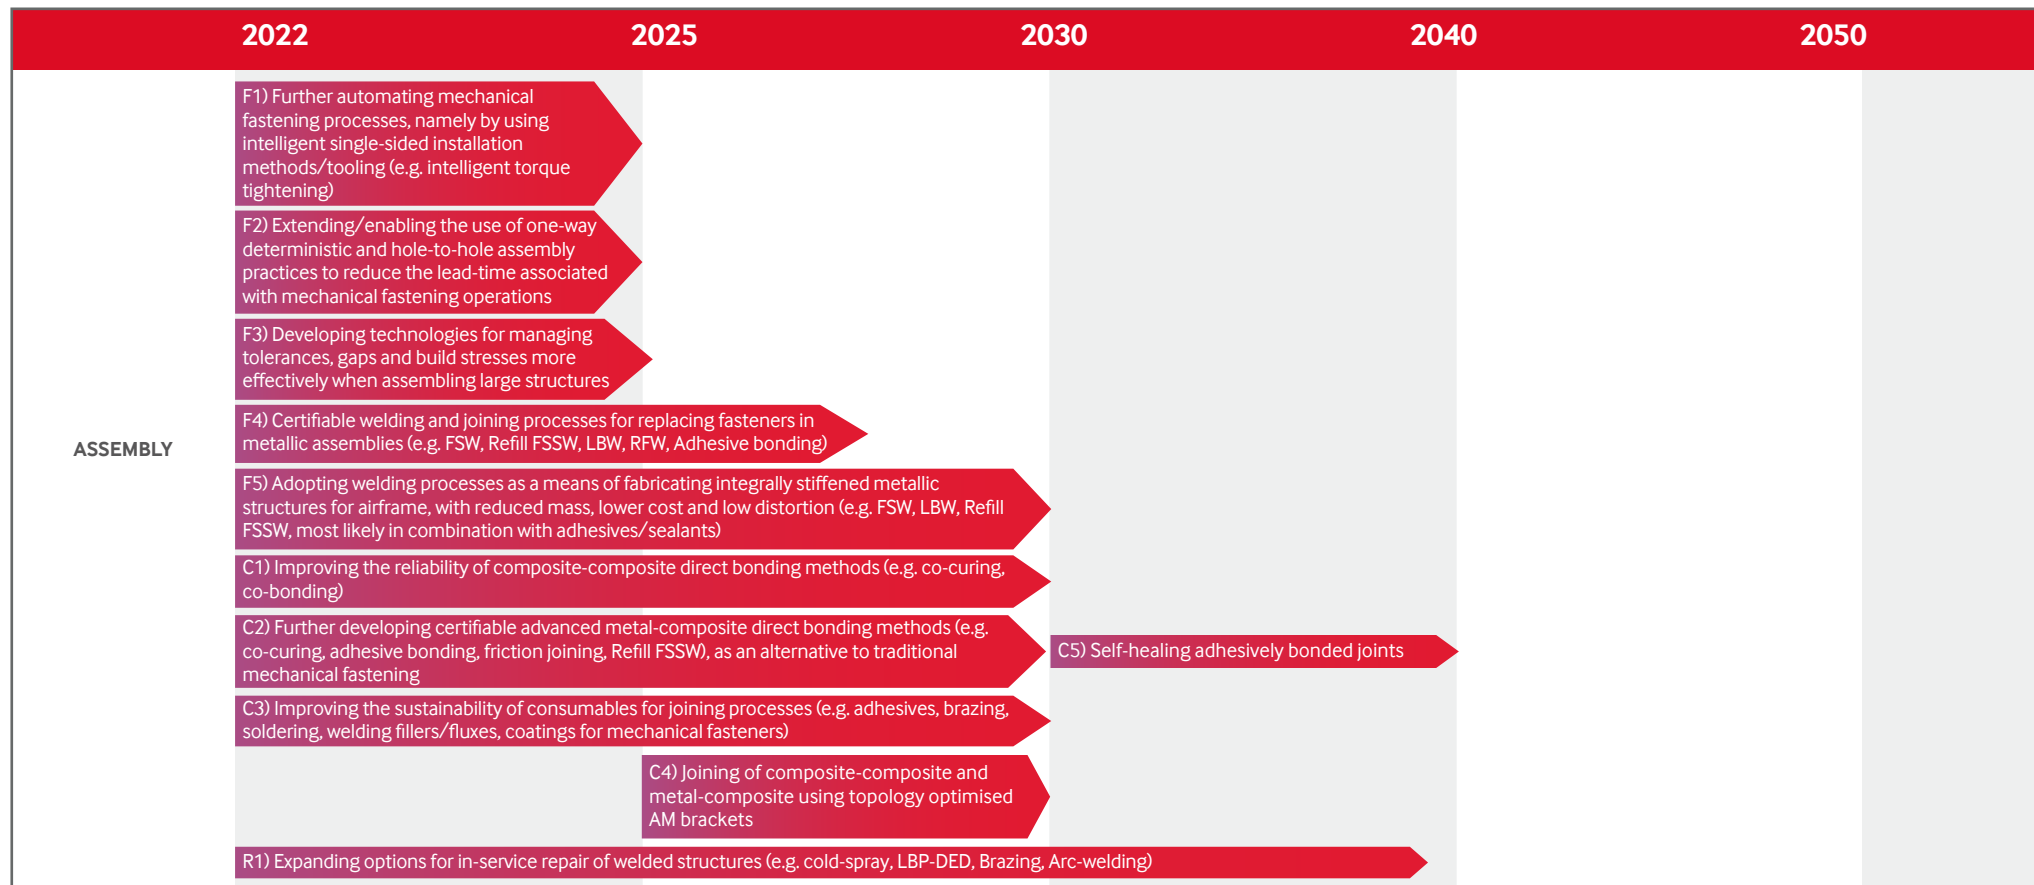 2022 2025 2030 2040 2050
ASSEMBLY
F1) Further automating mechanical
fastening processes, namely by using
intelligent single-sided installation
methods/tooling (e.g. intelligent torque
tightening)
F2) Extending/enabling the use of one-way
deterministic and hole-to-hole assembly
practices to reduce the lead-time associated
with mechanical fastening operations
F3) Developing technologies for managing
tolerances, gaps and build stresses more
effectively when assembling large structures
F4) Certifiable welding and joining processes for replacing fasteners in
metallic assemblies (e.g. FSW, Refill FSSW, LBW, RFW, Adhesive bonding)
F5) Adopting welding processes as a means of fabricating integrally stiffened metallic
structures for airframe, with reduced mass, lower cost and low distortion (e.g. FSW, LBW, Refill
FSSW, most likely in combination with adhesives/sealants)
C1) Improving the reliability of composite-composite direct bonding methods (e.g. co-curing,
co-bonding)
C2) Further developing certifiable advanced metal-composite direct bonding methods (e.g.
co-curing, adhesive bonding, friction joining, Refill FSSW), as an alternative to traditional
mechanical fastening
C5) Self-healing adhesively bonded joints
C3) Improving the sustainability of consumables for joining processes (e.g. adhesives, brazing,
soldering, welding fillers/fluxes, coatings for mechanical fasteners)
C4) Joining of composite-composite and
metal-composite using topology optimised
AM brackets
R1) Expanding options for in-service repair of welded structures (e.g. cold-spray, LBP-DED, Brazing, Arc-welding)